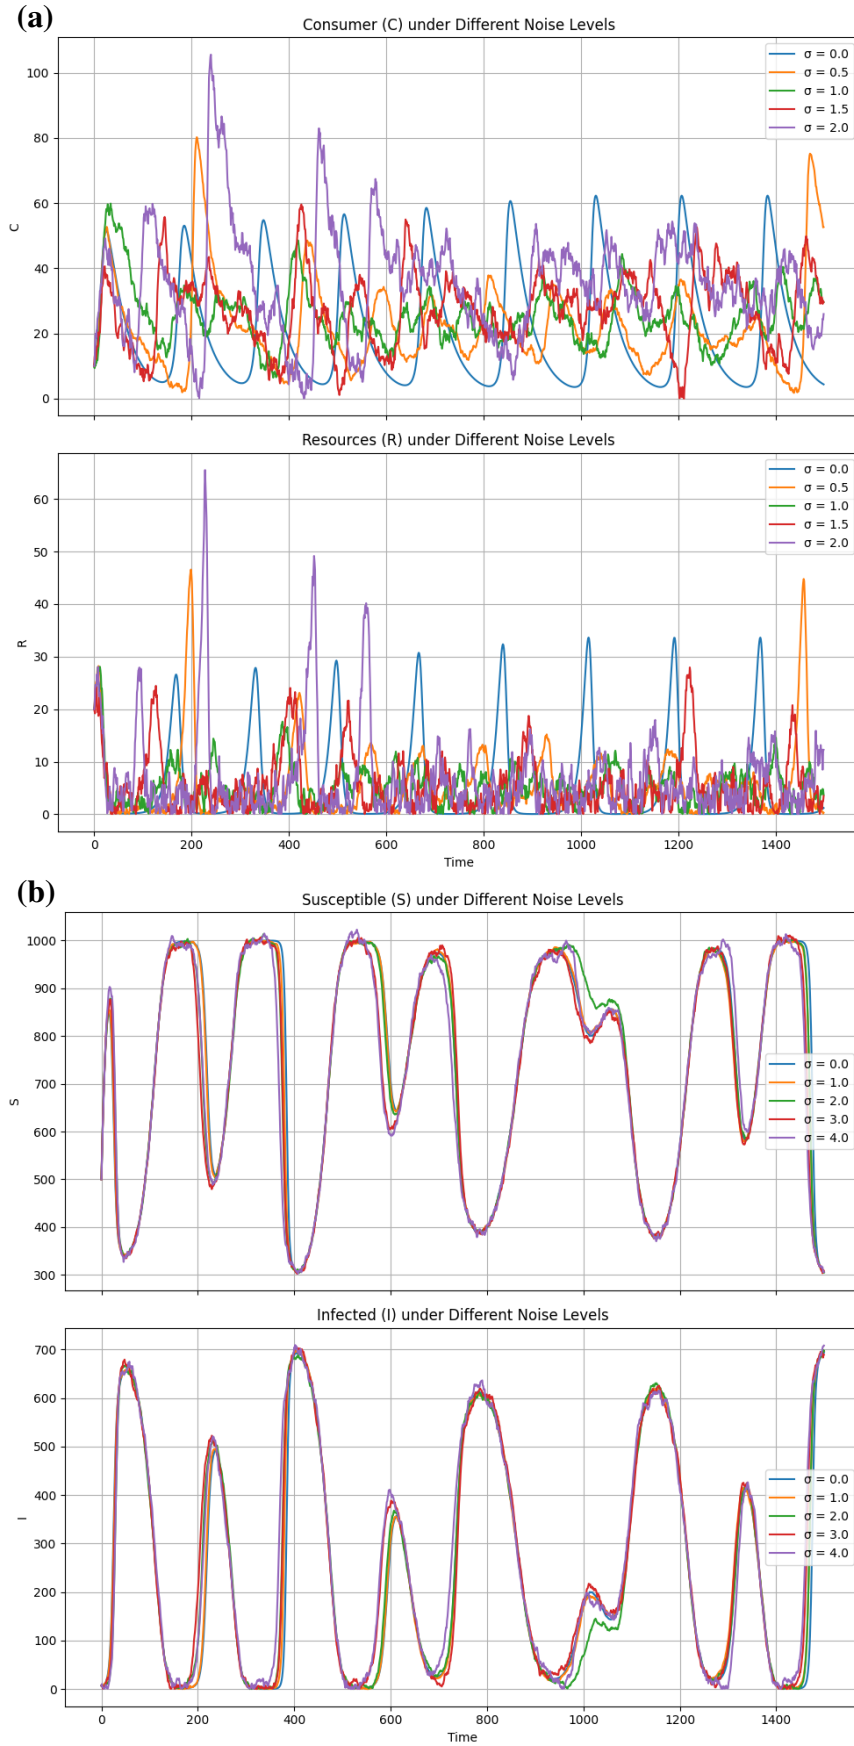 (a)
Consumer (C) under Different Noise Levels
100
80
60
40
20
0
C
σ = 0.0
σ = 0.5
σ = 1.0
σ = 1.5
σ = 2.0
Resources (R) under Different Noise Levels
60
50
40
30
20
10
0
R
σ = 0.0
σ = 0.5
σ = 1.0
σ = 1.5
σ = 2.0
0 200 400 600 800 1000 1200 1400
Time
(b)
Susceptible (S) under Different Noise Levels
1000
900
800
700
600
500
400
300
S
σ = 0.0
σ = 1.0
σ = 2.0
σ = 3.0
σ = 4.0
Infected (I) under Different Noise Levels
700
600
500
400
300
200
100
0
I
σ = 0.0
σ = 1.0
σ = 2.0
σ = 3.0
σ = 4.0
0 200 400 600 800 1000 1200 1400
Time